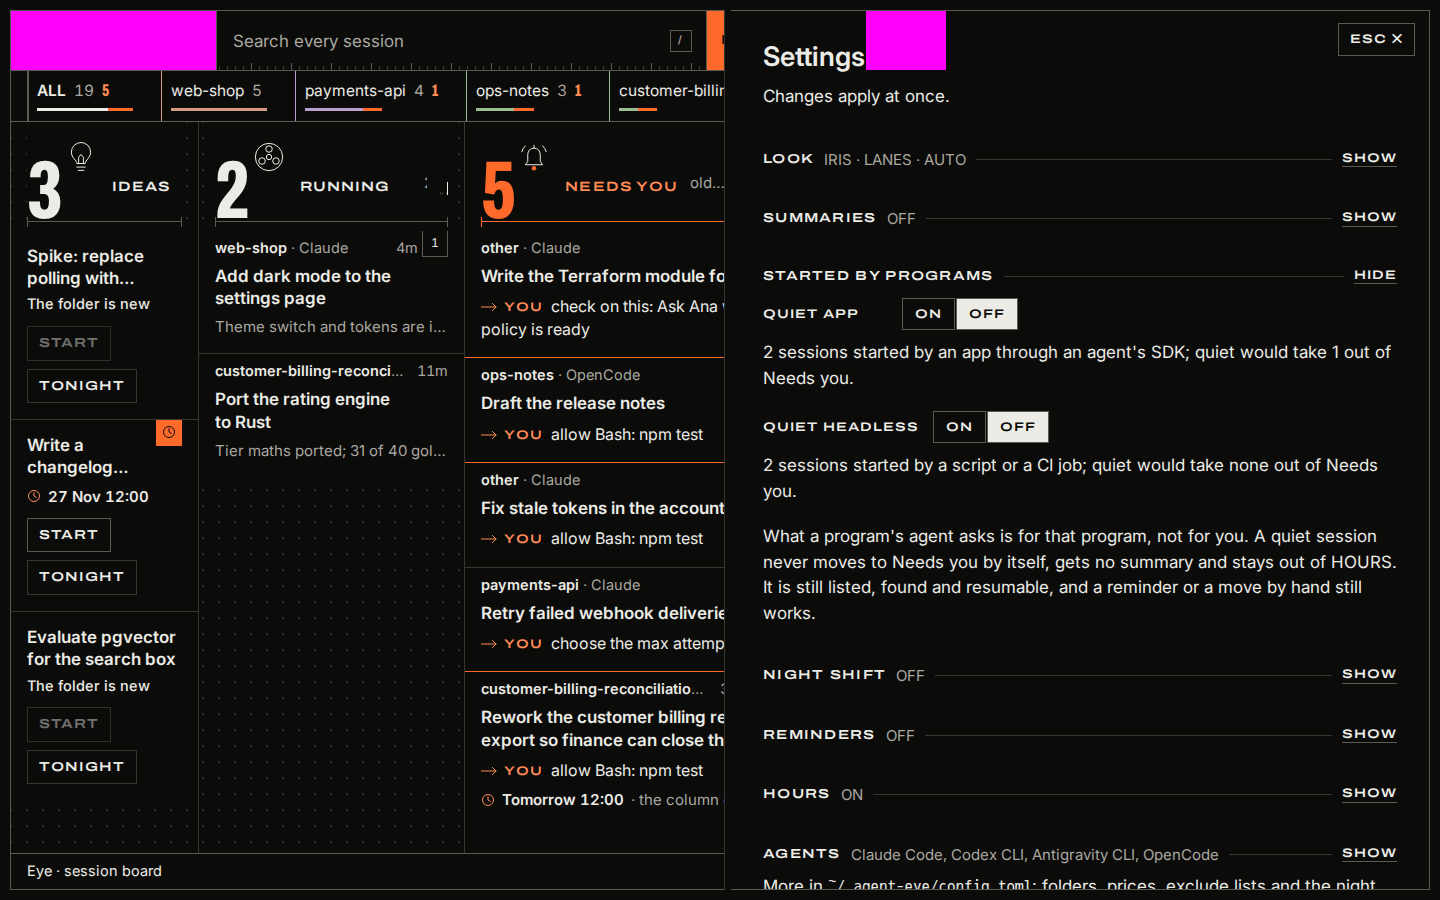 Search every session /
ALL 19 5
web-shop 5
payments-api 4 1
ops-notes 3 1
customer-billin
3 IDEAS
Spike: replace
polling with...
The folder is new
START
TONIGHT
Write a
changelog...
27 Nov 12:00
START
TONIGHT
Evaluate pgvector
for the search box
The folder is new
START
TONIGHT
2 RUNNING
web-shop · Claude 4m 1
Add dark mode to the
settings page
Theme switch and tokens are i...
customer-billing-reconci... 11m
Port the rating engine
to Rust
Tier maths ported; 31 of 40 gol...
5 NEEDS YOU old...
other · Claude
Write the Terraform module fo
→ YOU check on this: Ask Ana
policy is ready
ops-notes · OpenCode
Draft the release notes
→ YOU allow Bash: npm test
other · Claude
Fix stale tokens in the account
→ YOU allow Bash: npm test
payments-api · Claude
Retry failed webhook deliverie
→ YOU choose the max attemp
customer-billing-reconciliatio...
Rework the customer billing re
export so finance can close th
→ YOU allow Bash: npm test
Tomorrow 12:00 · the column
Eye · session board
Settings
ESC ✕
Changes apply at once.
LOOK IRIS · LANES · AUTO SHOW
SUMMARIES OFF SHOW
STARTED BY PROGRAMS HIDE
QUIET APP ON OFF
2 sessions started by an app through an agent's SDK; quiet would take 1 out of
Needs you.
QUIET HEADLESS ON OFF
2 sessions started by a script or a CI job; quiet would take none out of Needs
you.
What a program's agent asks is for that program, not for you. A quiet session
never moves to Needs you by itself, gets no summary and stays out of HOURS.
It is still listed, found and resumable, and a reminder or a move by hand still
works.
NIGHT SHIFT OFF SHOW
REMINDERS OFF SHOW
HOURS ON SHOW
AGENTS Claude Code, Codex CLI, Antigravity CLI, OpenCode SHOW
More in ~/.agent-eye/config.toml: folders, prices, exclude lists and the night